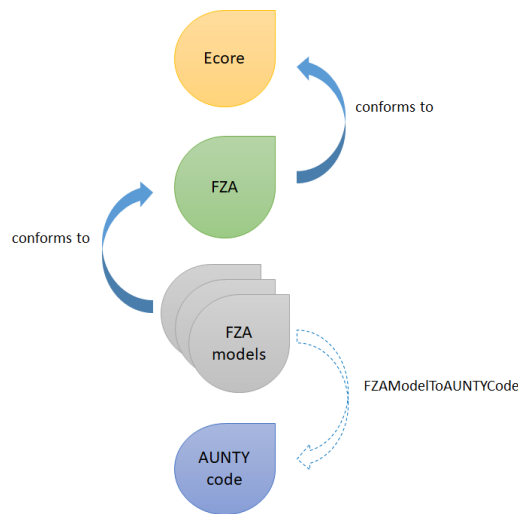 Ecore
conforms to
FZA
conforms to
FZA
models
FZAModelToAUNTYCode
AUNTY
code